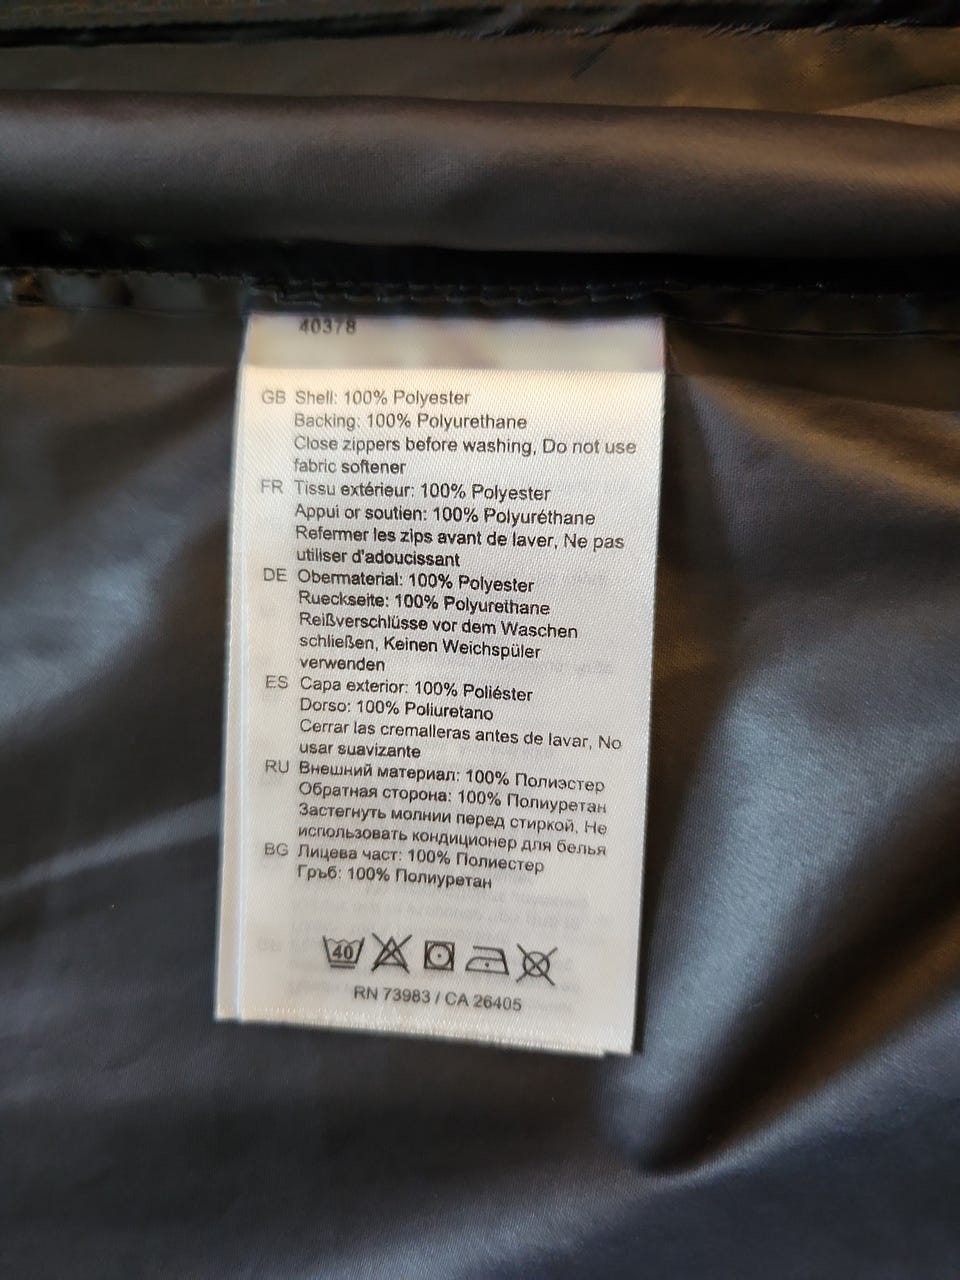 40378
GB Shell: 100% Polyester
Backing: 100% Polyurethane
Close zippers before washing, Do not use
fabric softener
FR Tissu extérieur: 100% Polyester
Appui or soutien: 100% Polyuréthane
Refermer les zips avant de laver, Ne pas
utiliser d'adoucissant
DE Obermaterial: 100% Polyester
Rueckseite: 100% Polyurethane
Reißverschlüsse vor dem Waschen
schließen, Keinen Weichspüler
verwenden
ES Capa exterior: 100% Poliéster
Dorso: 100% Poliuretano
Cerrar las cremalleras antes de lavar, No
usar suavizante
RU Внешний материал: 100% Полиэстер
Обратная сторона: 100% Полиуретан
Застегнуть молнии перед стиркой, Не
использовать кондиционер для белья
BG Лицева част: 100% Полиестер
Гръб: 100% Полиуретан
40
RN 73983 / CA 26405